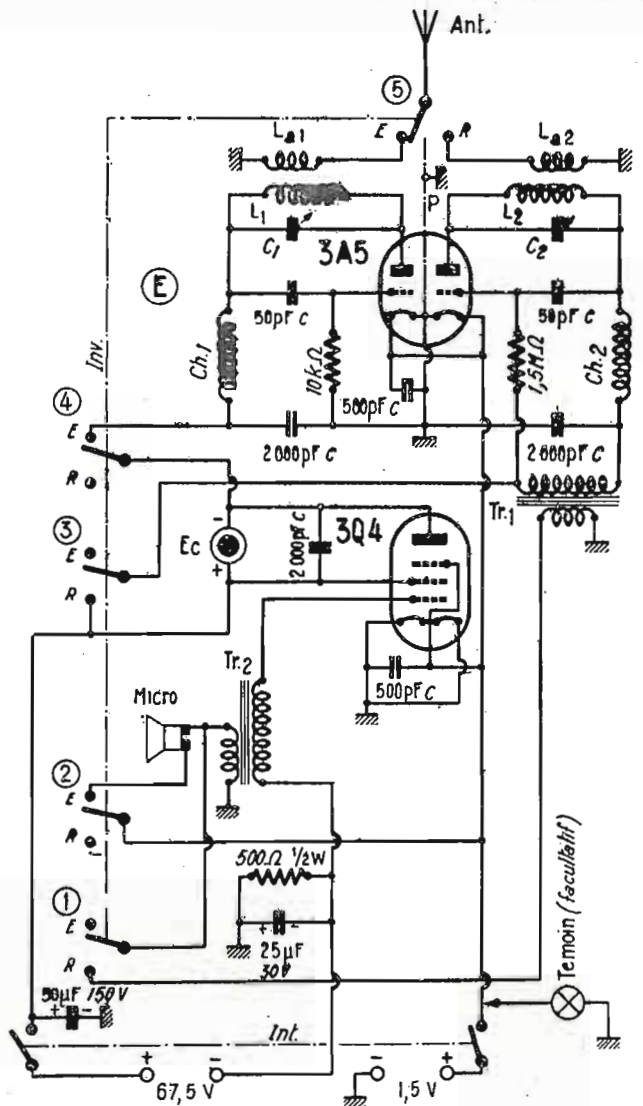 Ant.
5
E
R
La1
La2
P
L1
L2
C1
C2
3A5
E
50pF C
50pF C
Inv.
Ch.1
10kΩ
1,5MΩ
Ch.2
500pF C
4
E
2000pF C
2000pF C
R
Tr.1
3
E
-
Ec
+
2000pF C
3Q4
R
Tr.2
500pF C
Micro
2
E
R
500Ω 1/2W
Temoin (facultatif)
1
E
+ -
25µF
30V
R
50µF 150V
+ -
Int.
+ -
67,5 V
- +
1,5V